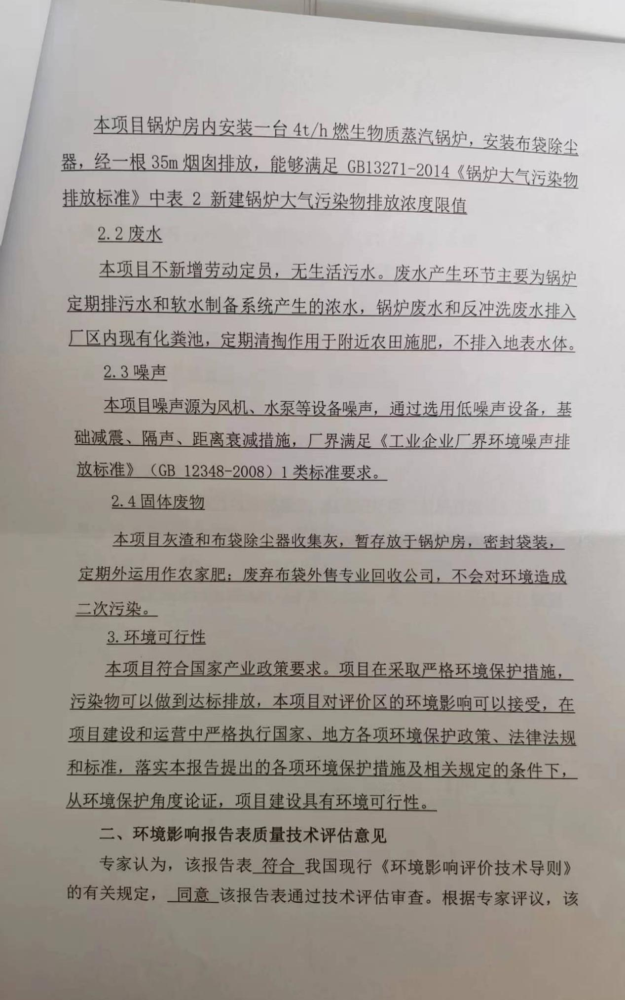 本项目锅炉房内安装一台 4t/h 燃生物质蒸汽锅炉，安装布袋除尘
器，经一根 35m 烟囱排放，能够满足 GB13271-2014《锅炉大气污染物
排放标准》中表 2 新建锅炉大气污染物排放浓度限值
2.2 废水
本项目不新增劳动定员，无生活污水。废水产生环节主要为锅炉
定期排污水和软水制备系统产生的浓水，锅炉废水和反冲洗废水排入
厂区内现有化粪池，定期清掏作用于附近农田施肥，不排入地表水体。
2.3 噪声
本项目噪声源为风机、水泵等设备噪声，通过选用低噪声设备，基
础减震、隔声、距离衰减措施，厂界满足《工业企业厂界环境噪声排
放标准》（GB 12348-2008）1 类标准要求。
2.4 固体废物
本项目灰渣和布袋除尘器收集灰，暂存放于锅炉房，密封袋装，
定期外运用作农家肥；废弃布袋外售专业回收公司，不会对环境造成
二次污染。
3.环境可行性
本项目符合国家产业政策要求。项目在采取严格环境保护措施，
污染物可以做到达标排放，本项目对评价区的环境影响可以接受，在
项目建设和运营中严格执行国家、地方各项环境保护政策、法律法规
和标准，落实本报告提出的各项环境保护措施及相关规定的条件下，
从环境保护角度论证，项目建设具有环境可行性。
二、环境影响报告表质量技术评估意见
专家认为，该报告表 符合 我国现行《环境影响评价技术导则》
的有关规定， 同意 该报告表通过技术评估审查。根据专家评议，该